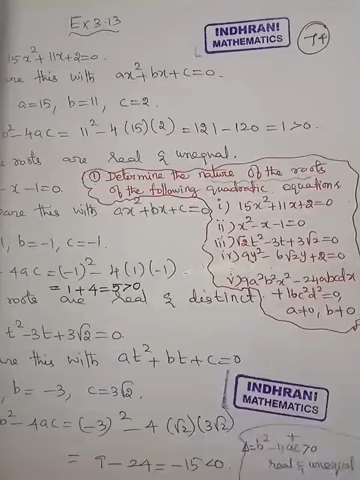 Ex 3.13
INDHRANI
MATHEMATICS
74
15x²+11x+2=0.
are this with ax²+bx+c=0.
a=15, b=11, c=2.
b²-4ac = 11²-4(15)(2) = 121-120 = 1>0.
e roots are real & unequal.
① Determine the nature of the roots
of the following quadratic equations
i) 15x²+11x+2=0
ii) x²-x-1=0
iii) √2t²-3t+3√2=0
iv) 9y²-6√2y+2=0
v) 9a²b²x²-24abcdx
+16c²d²=0,
a≠0, b≠0
-x-1=0.
pare this with ax²+bx+c=0
1, b=-1, c=-1.
-4ac = (-1)²-4(1)(-1)
= 1+4=5>0
roots are real & distinct
t²-3t+3√2=0.
are this with at²+bt+c=0
, b=-3, c=3√2.
b²-4ac = (-3)²-4(√2)(3√2)
= 9-24=-15<0.
INDHRANI
MATHEMATICS
Δ=b²-4ac>0
real & unequal